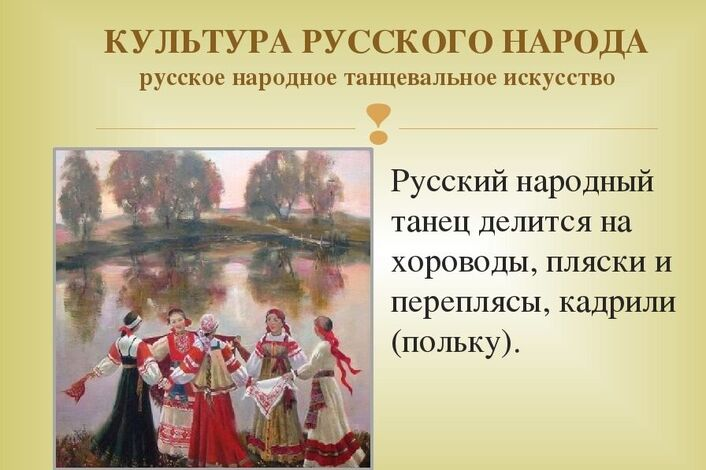 КУЛЬТУРА РУССКОГО НАРОДА
русское народное танцевальное искусство
Русский народный
танец делится на
хороводы, пляски и
переплясы, кадрили
(польку).